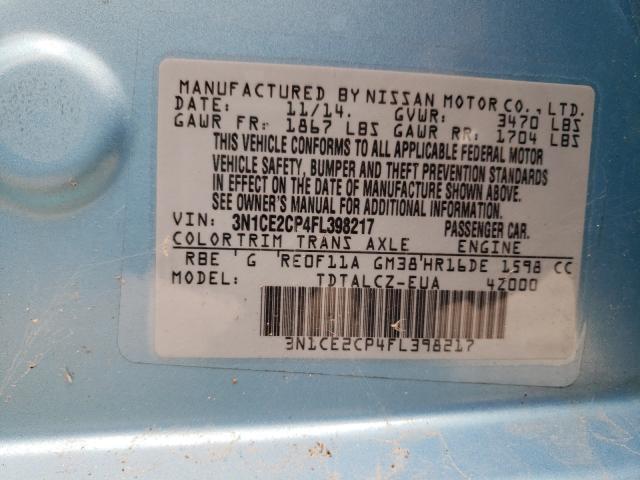 MANUFACTURED BY NISSAN MOTOR CO., LTD.
DATE: 11/14. GVWR: 3470 LBS
GAWR FR: 1867 LBS GAWR RR: 1704 LBS
THIS VEHICLE CONFORMS TO ALL APPLICABLE FEDERAL MOTOR
VEHICLE SAFETY, BUMPER AND THEFT PREVENTION STANDARDS
IN EFFECT ON THE DATE OF MANUFACTURE SHOWN ABOVE.
SEE OWNER'S MANUAL FOR ADDITIONAL INFORMATION.
VIN: 3N1CE2CP4FL398217 PASSENGER CAR.
COLORTRIM TRANS AXLE ENGINE
RBE ' G 'RE0F11A GM38'HR16DE 1598 CC
MODEL: TDTALCZ-EUA 42000
3N1CE2CP4FL398217